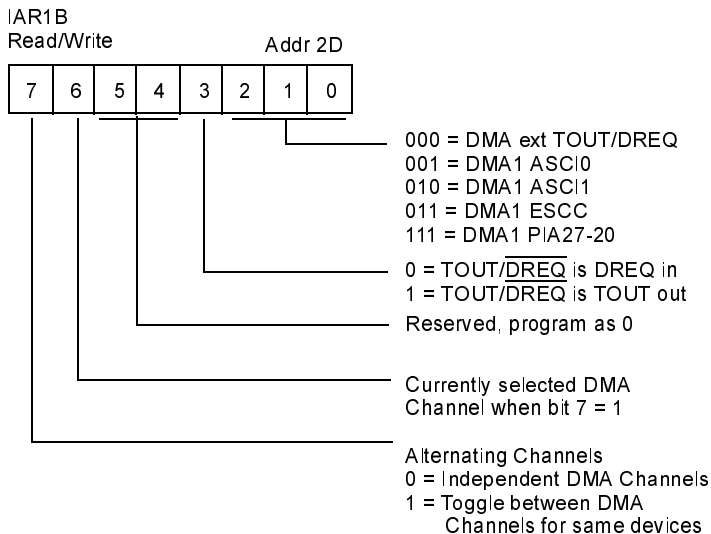 IAR1B
Read/Write
Addr 2D
7 6 5 4 3 2 1 0
000 = DMA ext TOUT/DREQ
001 = DMA1 ASCI0
010 = DMA1 ASCI1
011 = DMA1 ESCC
111 = DMA1 PIA27-20
0 = TOUT/DREQ is DREQ in
1 = TOUT/DREQ is TOUT out
Reserved, program as 0
Currently selected DMA
Channel when bit 7 = 1
Alternating Channels
0 = Independent DMA Channels
1 = Toggle between DMA
Channels for same devices